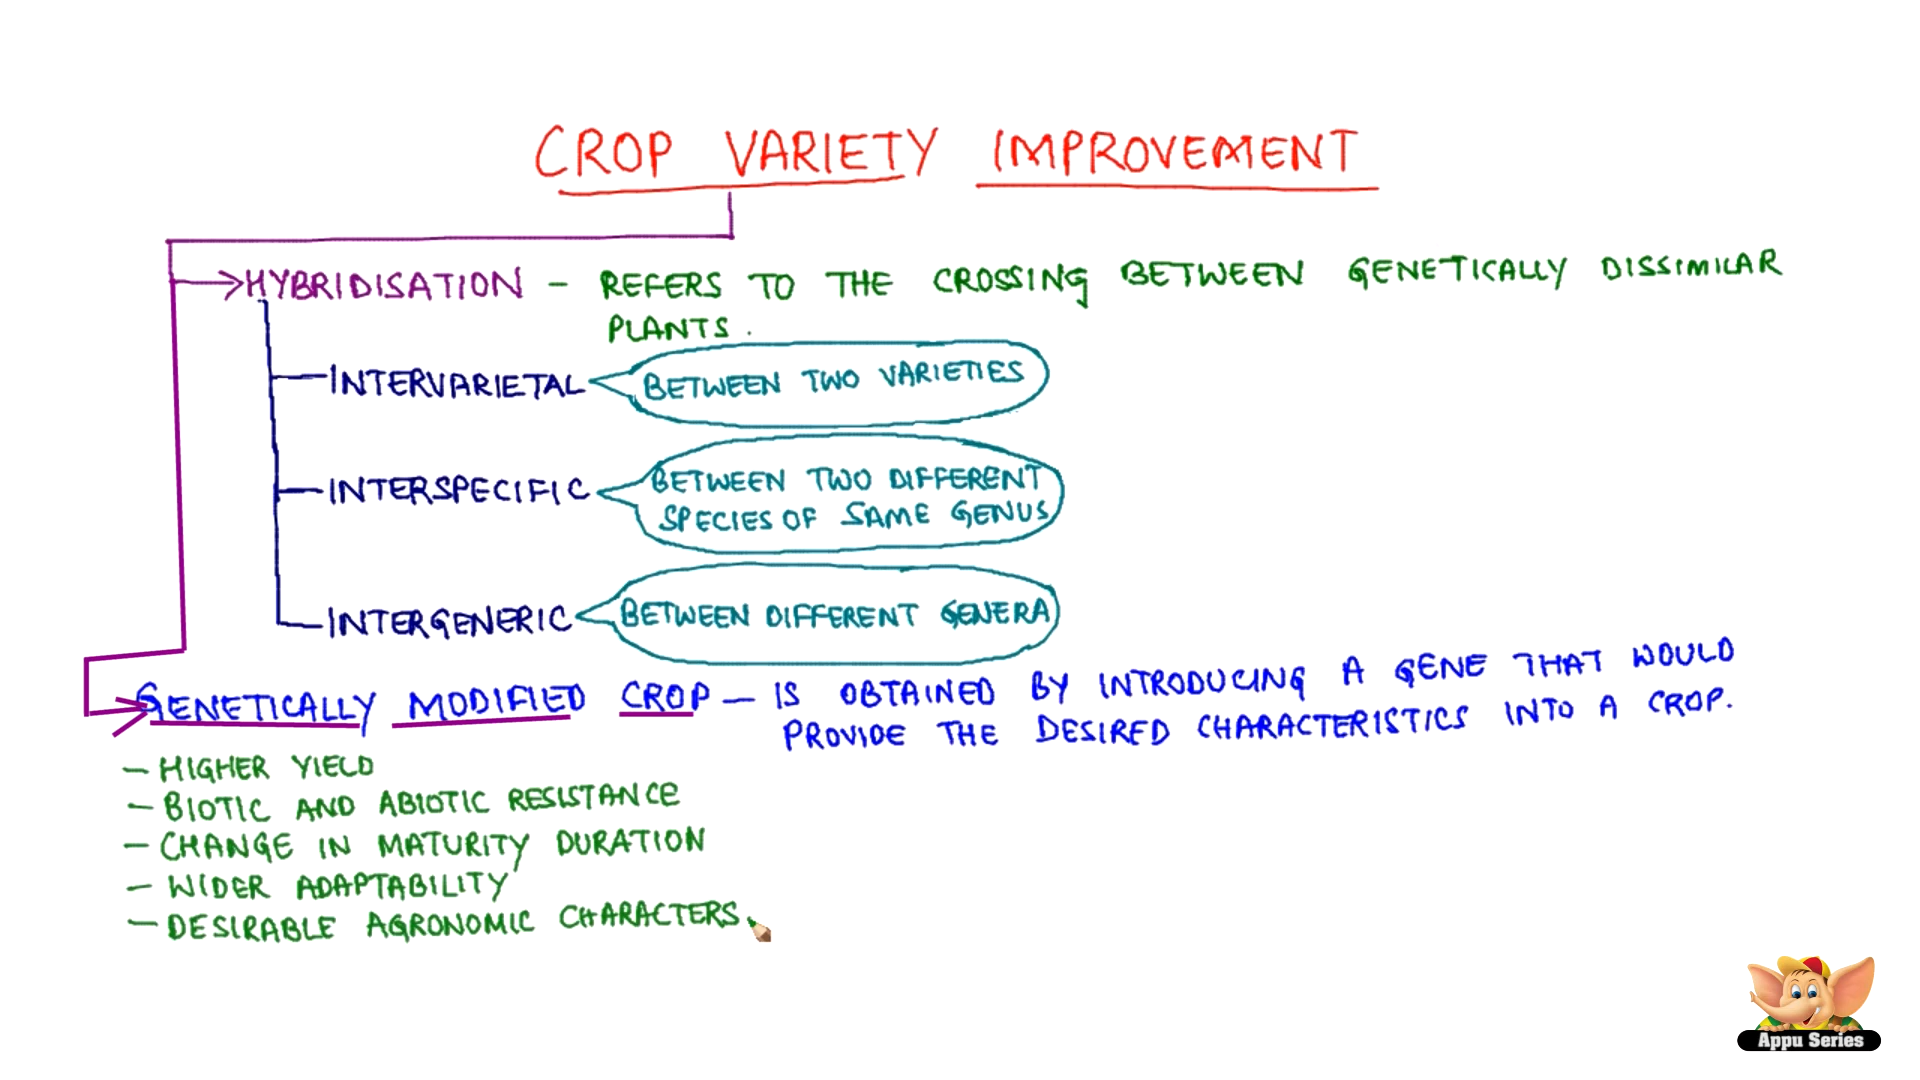 CROP VARIETY IMPROVEMENT
HYBRIDISATION - REFERS TO THE CROSSING BETWEEN GENETICALLY DISSIMILAR
PLANTS.
INTERVARIETAL BETWEEN TWO VARIETIES
INTERSPECIFIC BETWEEN TWO DIFFERENT
SPECIES OF SAME GENUS
INTERGENERIC BETWEEN DIFFERENT GENERA
GENETICALLY MODIFIED CROP - IS OBTAINED BY INTRODUCING A GENE THAT WOULD
PROVIDE THE DESIRED CHARACTERISTICS INTO A CROP.
- HIGHER YIELD
- BIOTIC AND ABIOTIC RESISTANCE
- CHANGE IN MATURITY DURATION
- WIDER ADAPTABILITY
- DESIRABLE AGRONOMIC CHARACTERS.
Appu Series